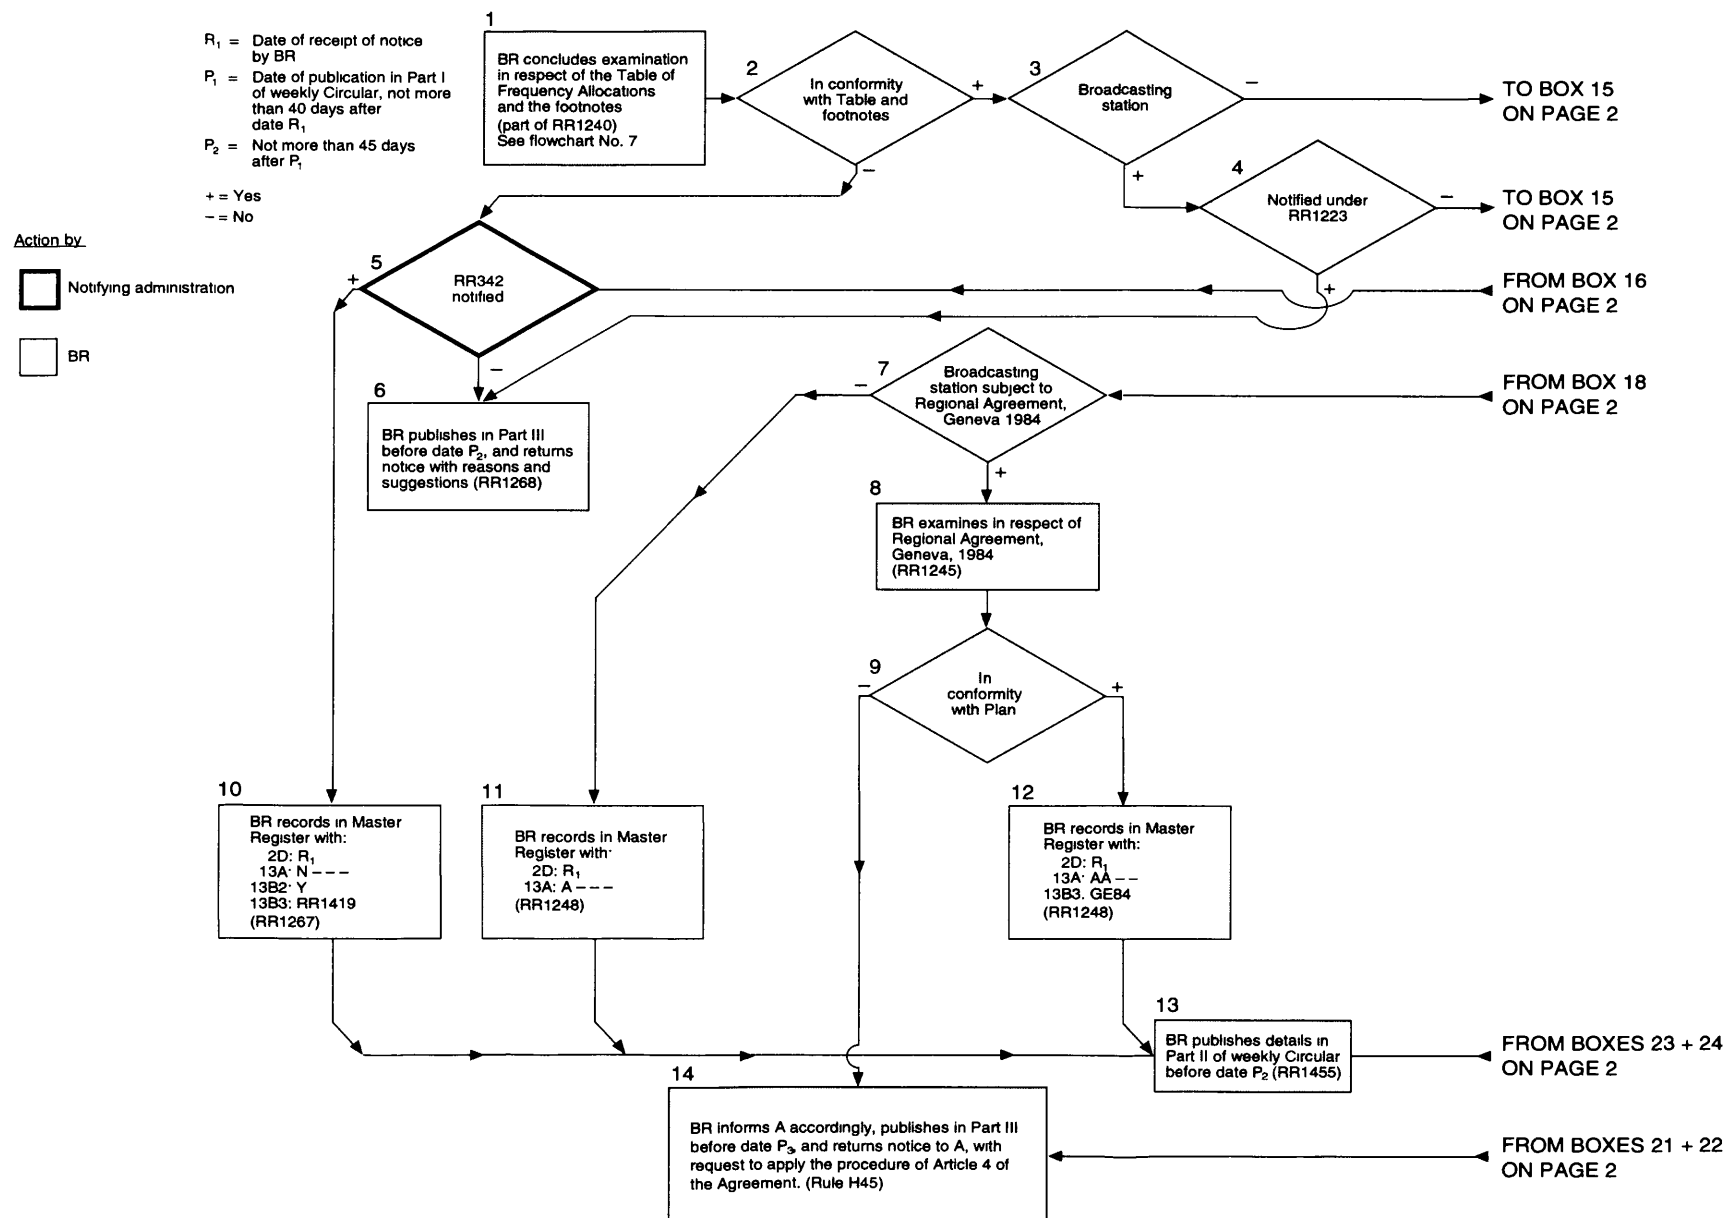 R1 = Date of receipt of notice
by BR
P1 = Date of publication in Part I
of weekly Circular, not more
than 40 days after
date R1
P2 = Not more than 45 days
after P1
+ = Yes
− = No
Action by
Notifying administration
BR
1
BR concludes examination
in respect of the Table of
Frequency Allocations
and the footnotes
(part of RR1240)
See flowchart No. 7
2
In conformity
with Table and
footnotes
+
−
3
Broadcasting
station
−
+
TO BOX 15
ON PAGE 2
4
Notified under
RR1223
−
+
TO BOX 15
ON PAGE 2
5
RR342
notified
+
−
FROM BOX 16
ON PAGE 2
6
BR publishes in Part III
before date P2, and returns
notice with reasons and
suggestions (RR1268)
7
Broadcasting
station subject to
Regional Agreement,
Geneva 1984
−
+
FROM BOX 18
ON PAGE 2
8
BR examines in respect of
Regional Agreement,
Geneva, 1984
(RR1245)
9
In
conformity
with Plan
−
+
10
BR records in Master
Register with:
2D: R1
13A· N – – –
13B2· Y
13B3: RR1419
(RR1267)
11
BR records in Master
Register with·
2D: R1
13A: A – – –
(RR1248)
12
BR records in Master
Register with:
2D: R1
13A· AA – –
13B3. GE84
(RR1248)
13
BR publishes details in
Part II of weekly Circular
before date P2 (RR1455)
FROM BOXES 23 + 24
ON PAGE 2
14
BR informs A accordingly, publishes in Part III
before date P3, and returns notice to A, with
request to apply the procedure of Article 4 of
the Agreement. (Rule H45)
FROM BOXES 21 + 22
ON PAGE 2